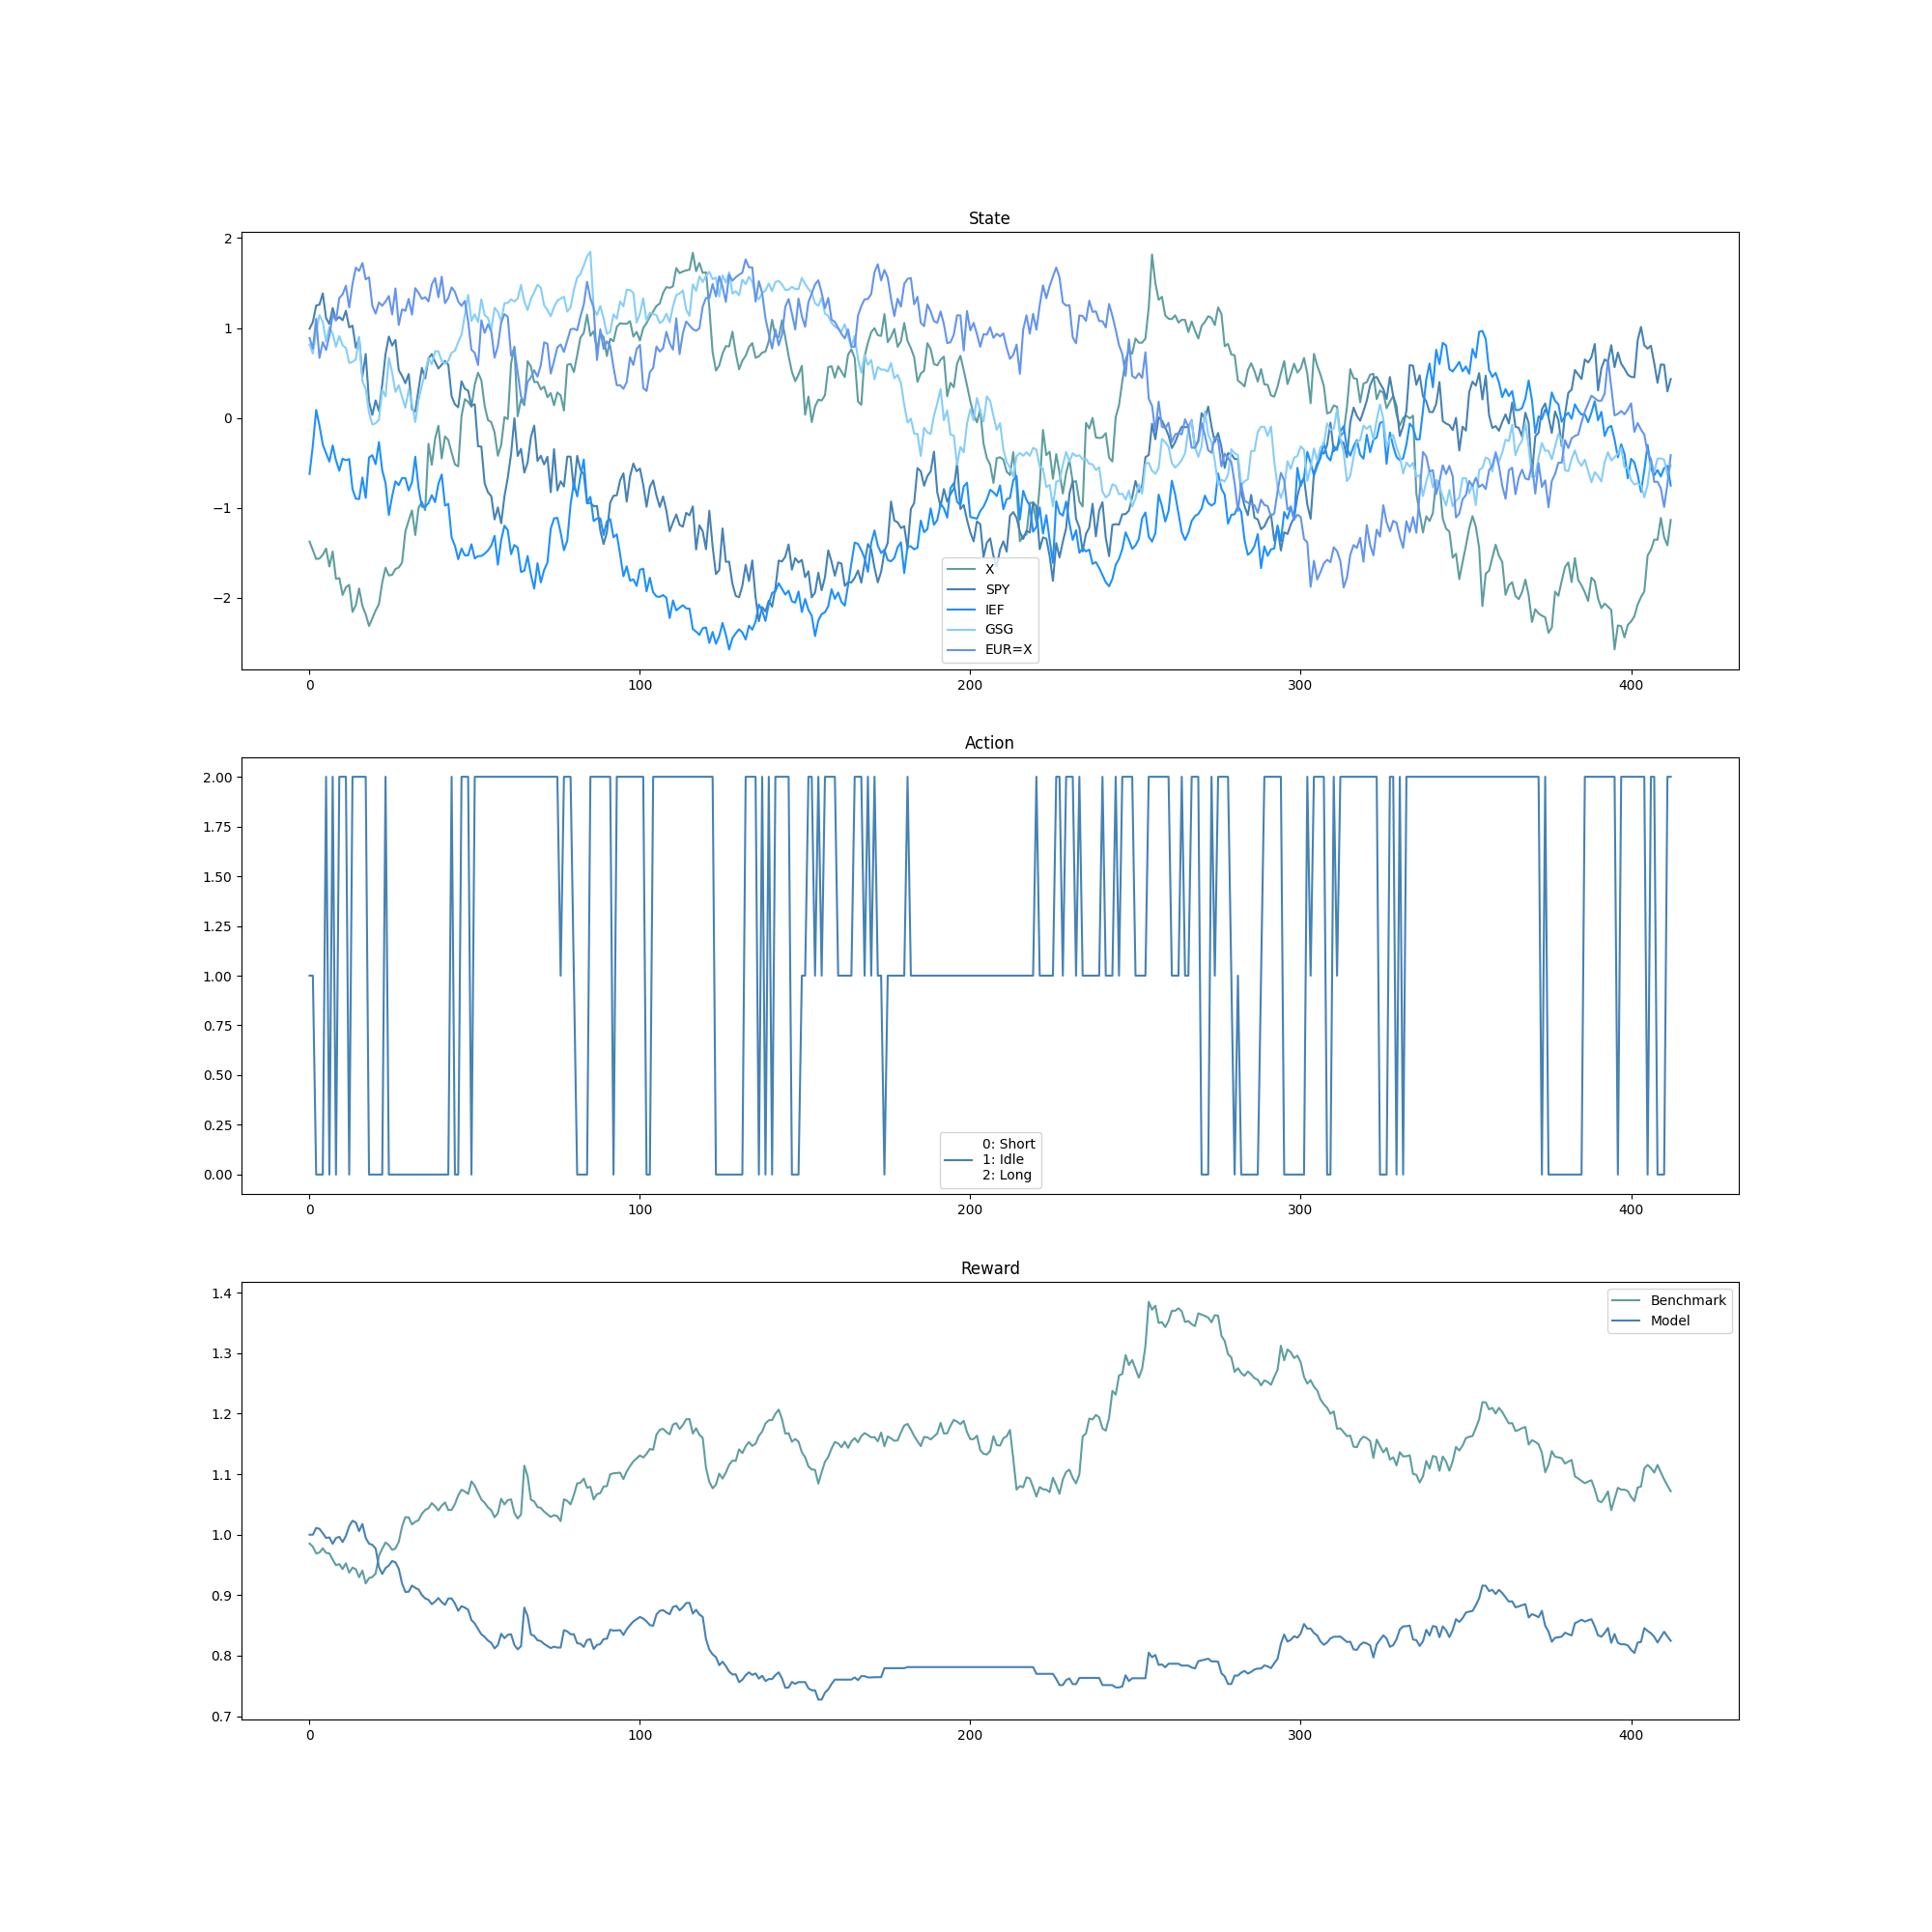 State
2
1
0
−1
−2
X
SPY
IEF
GSG
EUR=X
0 100 200 300 400
Action
2.00
1.75
1.50
1.25
1.00
0.75
0.50
0.25
0.00
0: Short
1: Idle
2: Long
0 100 200 300 400
Reward
1.4
1.3
1.2
1.1
1.0
0.9
0.8
0.7
Benchmark
Model
0 100 200 300 400